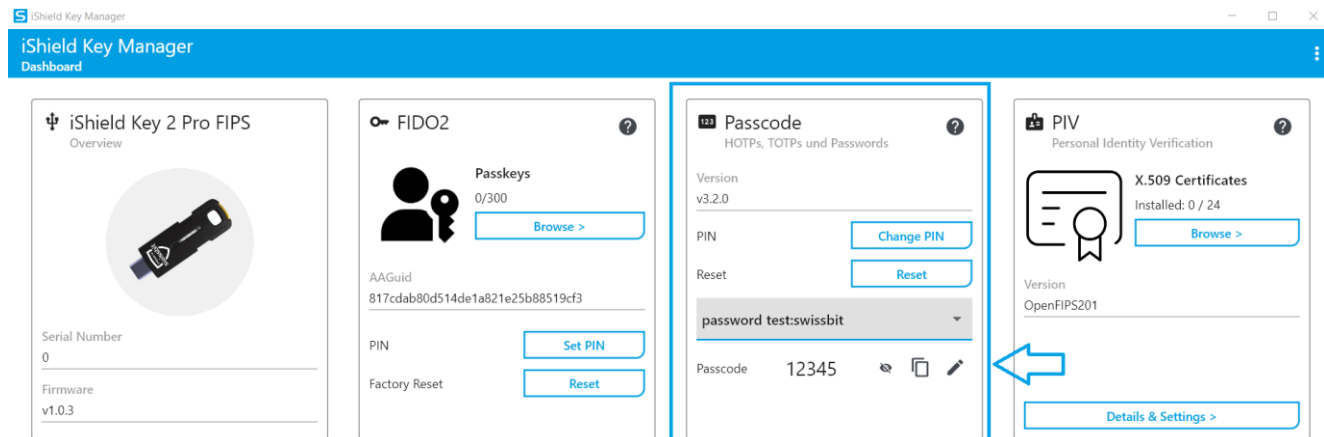 S iShield Key Manager
iShield Key Manager
Dashboard
iShield Key 2 Pro FIPS
Overview
Serial Number
0
Firmware
v1.0.3
FIDO2
Passkeys
0/300
Browse >
AAGuid
817cdab80d514de1a821e25b88519cf3
PIN
Set PIN
Factory Reset
Reset
123 Passcode
HOTPs, TOTPs und Passwords
Version
v3.2.0
PIN
Change PIN
Reset
Reset
password test:swissbit
Passcode 12345
PIV
Personal Identity Verification
X.509 Certificates
Installed: 0 / 24
Browse >
Version
OpenFIPS201
Details & Settings >